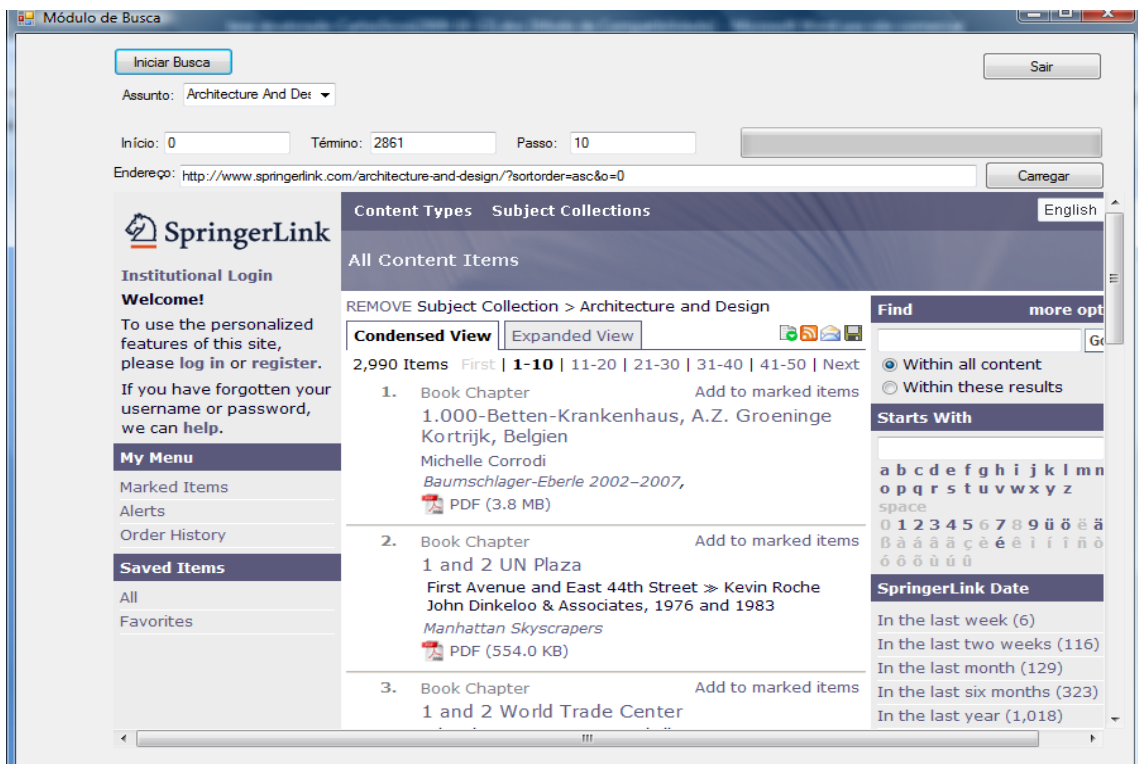 Módulo de Busca
Iniciar Busca
Sair
Assunto: Architecture And Des
Início: 0 Término: 2861 Passo: 10
Endereço: http://www.springerlink.com/architecture-and-design/?sortorder=asc&o=0 Carregar
SpringerLink
Institutional Login
Welcome!
To use the personalized
features of this site,
please log in or register.
If you have forgotten your
username or password,
we can help.
My Menu
Marked Items
Alerts
Order History
Saved Items
All
Favorites
Content Types Subject Collections
English
All Content Items
REMOVE Subject Collection > Architecture and Design
Condensed View Expanded View
2,990 Items First | 1-10 | 11-20 | 21-30 | 31-40 | 41-50 | Next
1. Book Chapter Add to marked items
1.000-Betten-Krankenhaus, A.Z. Groeninge
Kortrijk, Belgien
Michelle Corrodi
Baumschlager-Eberle 2002–2007,
PDF (3.8 MB)
2. Book Chapter Add to marked items
1 and 2 UN Plaza
First Avenue and East 44th Street ≫ Kevin Roche
John Dinkeloo & Associates, 1976 and 1983
Manhattan Skyscrapers
PDF (554.0 KB)
3. Book Chapter Add to marked items
1 and 2 World Trade Center
Find more opt
Go
Within all content
Within these results
Starts With
a b c d e f g h i j k l m n
o p q r s t u v w x y z
space
0 1 2 3 4 5 6 7 8 9 ü ö ë ä
ß à á â ã ç è é ê ì í î ñ ò
ó ô õ ù ú û
SpringerLink Date
In the last week (6)
In the last two weeks (116)
In the last month (129)
In the last six months (323)
In the last year (1,018)